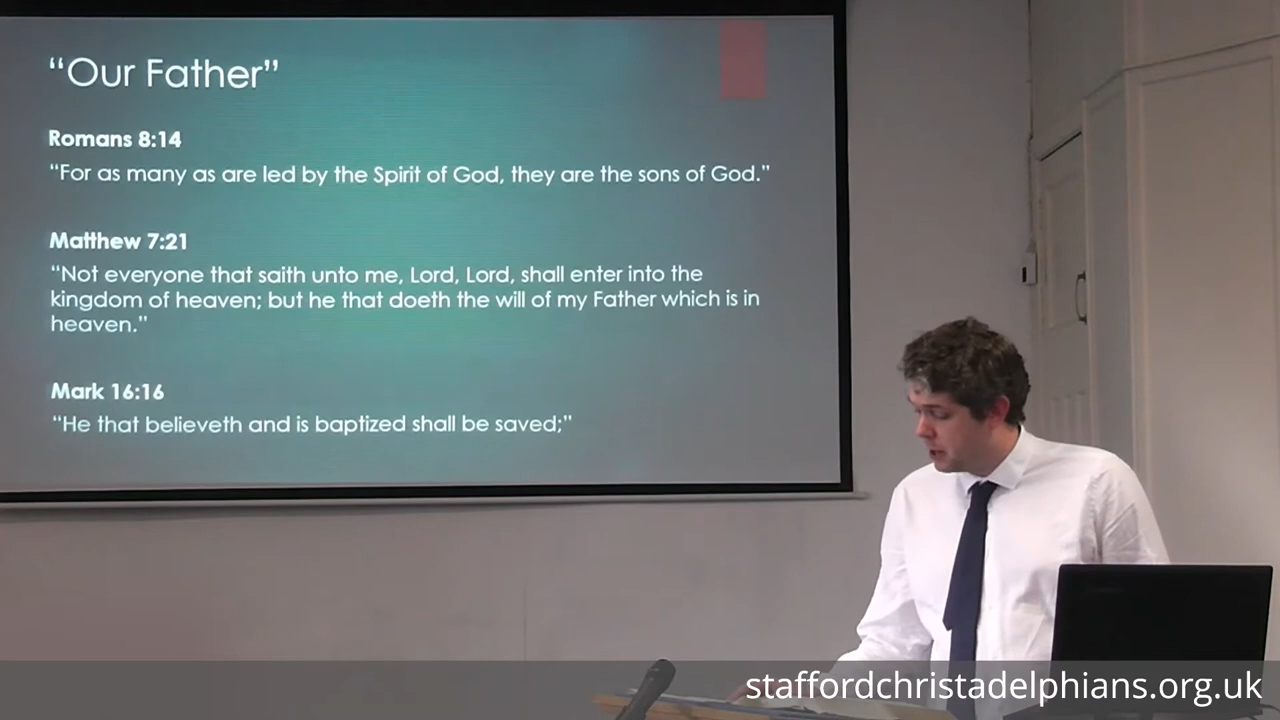 “Our Father”
Romans 8:14
“For as many as are led by the Spirit of God, they are the sons of God.”
Matthew 7:21
“Not everyone that saith unto me, Lord, Lord, shall enter into the
kingdom of heaven; but he that doeth the will of my Father which is in
heaven.”
Mark 16:16
“He that believeth and is baptized shall be saved;”
staffordchristadelphians.org.uk